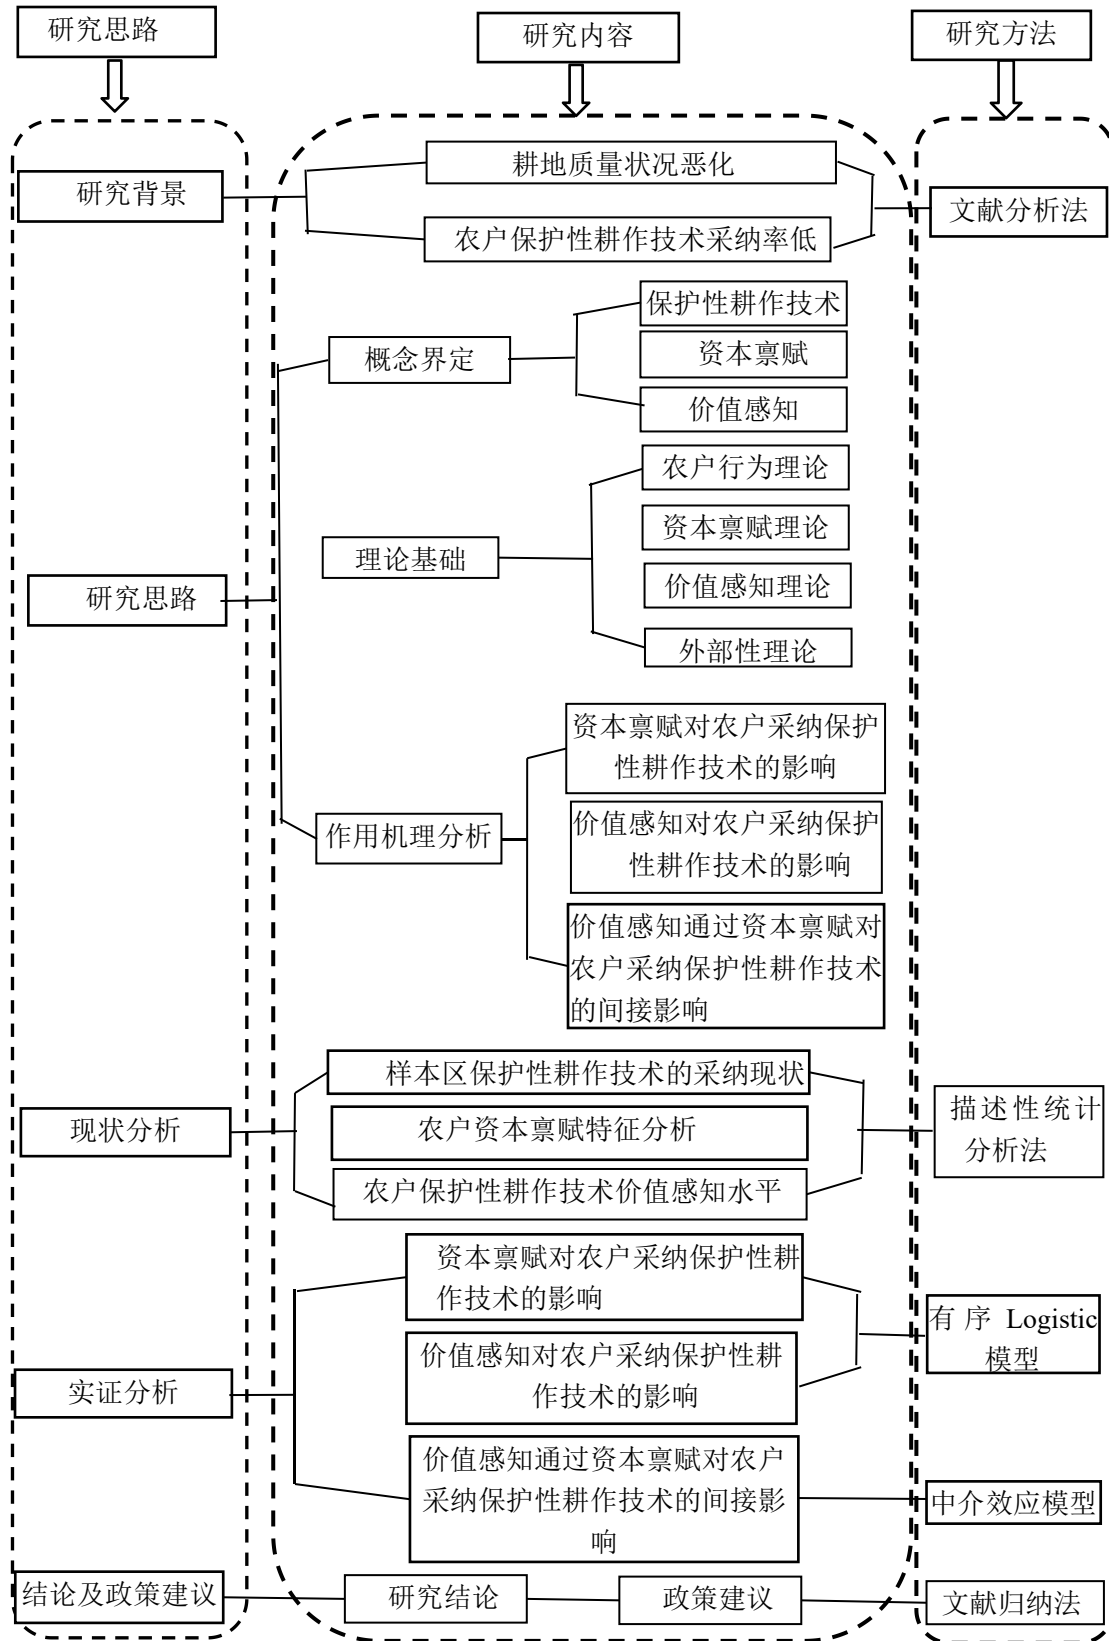 研究思路
研究内容
研究方法
研究背景
耕地质量状况恶化
农户保护性耕作技术采纳率低
文献分析法
研究思路
概念界定
保护性耕作技术
资本禀赋
价值感知
理论基础
农户行为理论
资本禀赋理论
价值感知理论
外部性理论
作用机理分析
资本禀赋对农户采纳保护
性耕作技术的影响
价值感知对农户采纳保护
性耕作技术的影响
价值感知通过资本禀赋对
农户采纳保护性耕作技术
的间接影响
现状分析
样本区保护性耕作技术的采纳现状
农户资本禀赋特征分析
农户保护性耕作技术价值感知水平
描述性统计
分析法
实证分析
资本禀赋对农户采纳保护性耕
作技术的影响
价值感知对农户采纳保护性耕
作技术的影响
有序 Logistic
模型
价值感知通过资本禀赋对农户
采纳保护性耕作技术的间接影
响
中介效应模型
结论及政策建议
研究结论
政策建议
文献归纳法